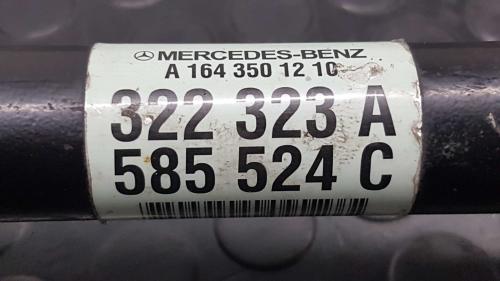 MERCEDES-BENZ
A 164 350 12 10
322 323 A
585 524 C